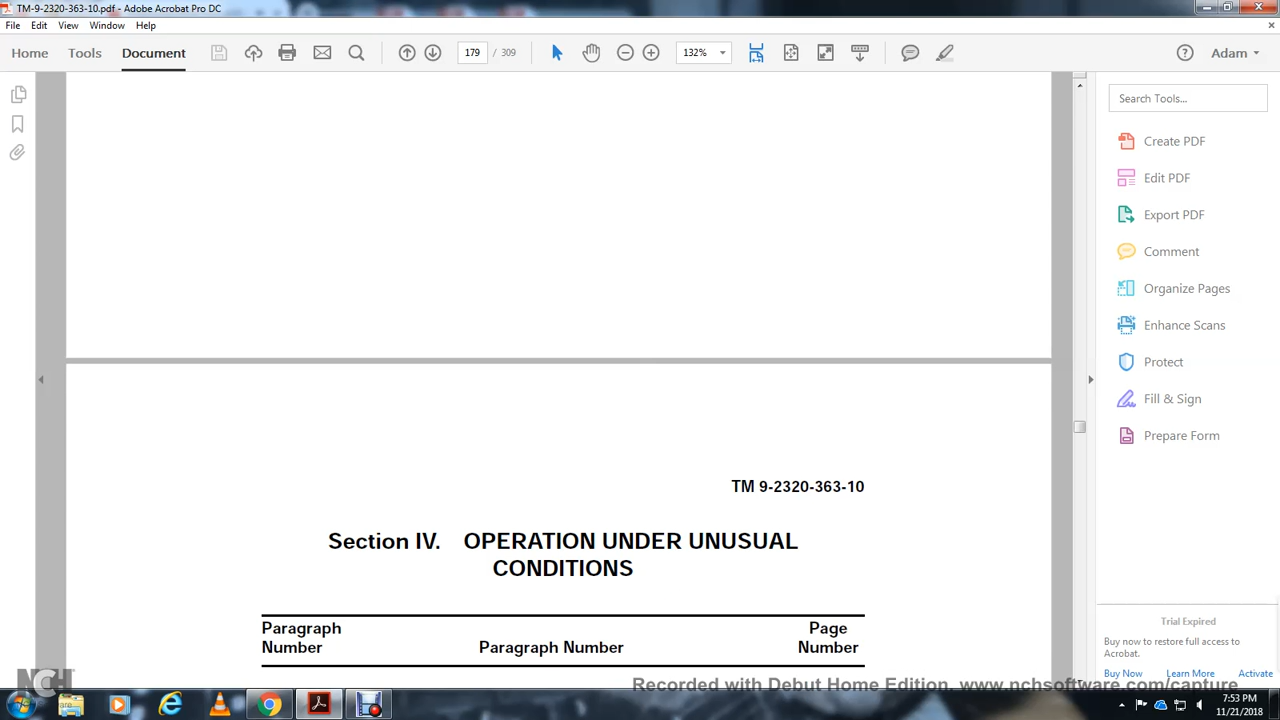 TM-9-2320-363-10.pdf - Adobe Acrobat Pro DC
File Edit View Window Help
Home Tools Document 179 / 309 132% Adam
Search Tools...
Create PDF
Edit PDF
Export PDF
Comment
Organize Pages
Enhance Scans
Protect
Fill & Sign
Prepare Form
TM 9-2320-363-10
Section IV. OPERATION UNDER UNUSUAL
CONDITIONS
Paragraph Page
Number Paragraph Number Number
Trial Expired
Buy now to restore full access to
Acrobat.
Buy Now Learn More Activate
NCH
Recorded with Debut Home Edition. www.nchsoftware.com/capture
7:53 PM
11/21/2018